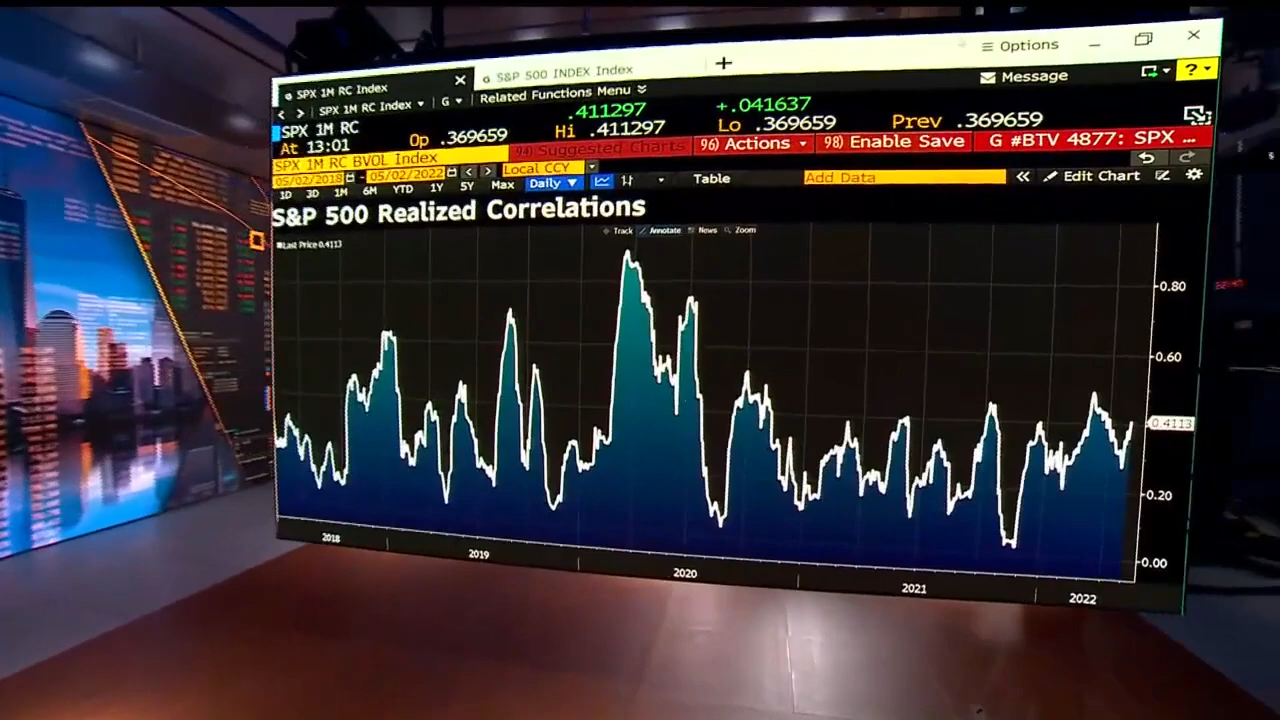 Options
SPX 1M RC Index
S&P 500 INDEX Index
SPX 1M RC Index G Related Functions Menu
Message
?
SPX 1M RC
.411297 +.041637
At 13:01 Op .369659 Hi .411297 Lo .369659 Prev .369659
SPX 1M RC BVOL Index 94) Suggested Charts 96) Actions 98) Enable Save G #BTV 4877: SPX ...
05/02/2018 - 05/02/2022 Local CCY
1D 3D 1M 6M YTD 1Y 5Y Max Daily Table Add Data Edit Chart
S&P 500 Realized Correlations
Track Annotate News Zoom
Last Price 0.4113
0.80
0.60
0.4113
0.20
0.00
2018 2019 2020 2021 2022